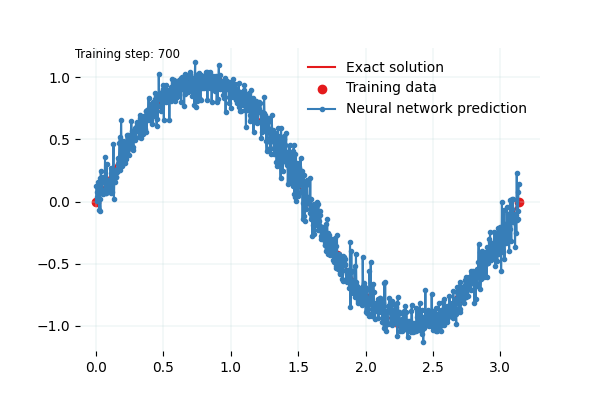 Training step: 700
Exact solution
Training data
Neural network prediction
1.0
0.5
0.0
−0.5
−1.0
0.0 0.5 1.0 1.5 2.0 2.5 3.0